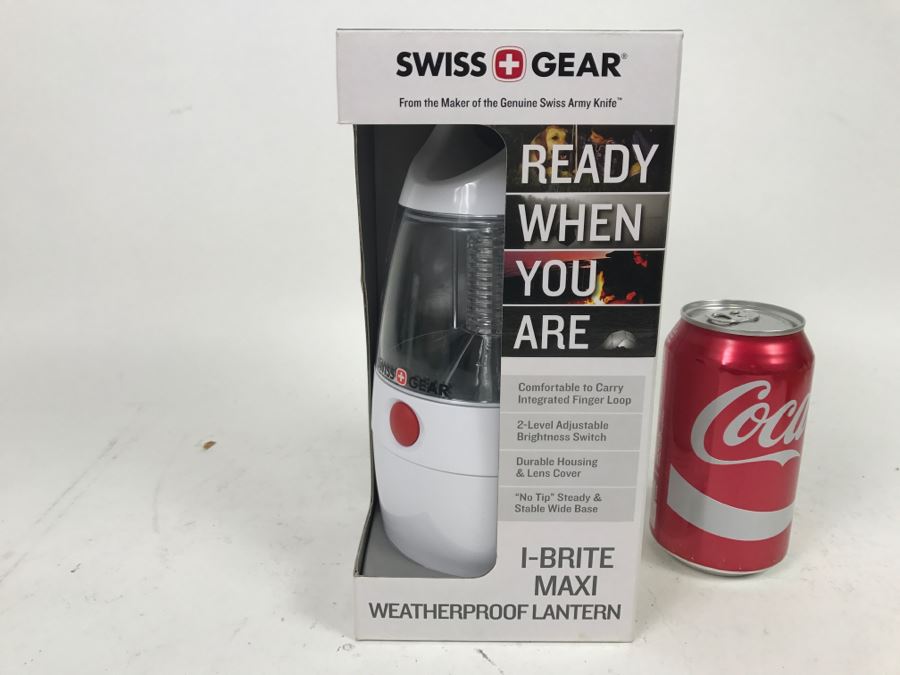 SWISS GEAR®
From the Maker of the Genuine Swiss Army Knife™
READY
WHEN
YOU
ARE
SWISS GEAR
Comfortable to Carry
Integrated Finger Loop
2-Level Adjustable
Brightness Switch
Durable Housing
& Lens Cover
"No Tip" Steady &
Stable Wide Base
I-BRITE
MAXI
WEATHERPROOF LANTERN
Coca